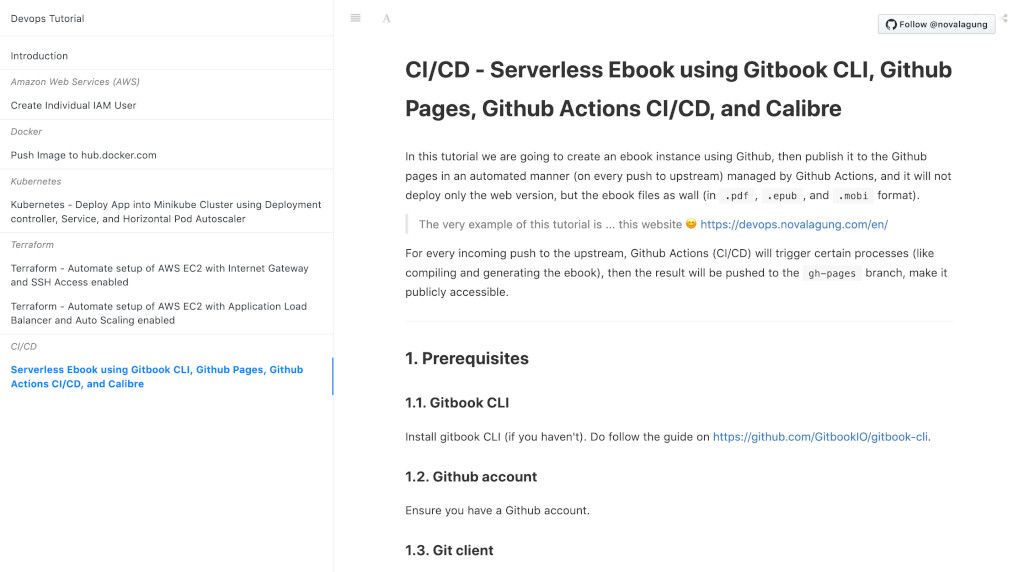 Devops Tutorial
Introduction
Amazon Web Services (AWS)
Create Individual IAM User
Docker
Push Image to hub.docker.com
Kubernetes
Kubernetes - Deploy App into Minikube Cluster using Deployment
controller, Service, and Horizontal Pod Autoscaler
Terraform
Terraform - Automate setup of AWS EC2 with Internet Gateway
and SSH Access enabled
Terraform - Automate setup of AWS EC2 with Application Load
Balancer and Auto Scaling enabled
CI/CD
Serverless Ebook using Gitbook CLI, Github Pages, Github
Actions CI/CD, and Calibre
A
Follow @novalagung
CI/CD - Serverless Ebook using Gitbook CLI, Github
Pages, Github Actions CI/CD, and Calibre
In this tutorial we are going to create an ebook instance using Github, then publish it to the Github
pages in an automated manner (on every push to upstream) managed by Github Actions, and it will not
deploy only the web version, but the ebook files as wall (in .pdf , .epub , and .mobi format).
The very example of this tutorial is ... this website 😊 https://devops.novalagung.com/en/
For every incoming push to the upstream, Github Actions (CI/CD) will trigger certain processes (like
compiling and generating the ebook), then the result will be pushed to the gh-pages branch, make it
publicly accessible.
1. Prerequisites
1.1. Gitbook CLI
Install gitbook CLI (if you haven't). Do follow the guide on https://github.com/GitbookIO/gitbook-cli.
1.2. Github account
Ensure you have a Github account.
1.3. Git client